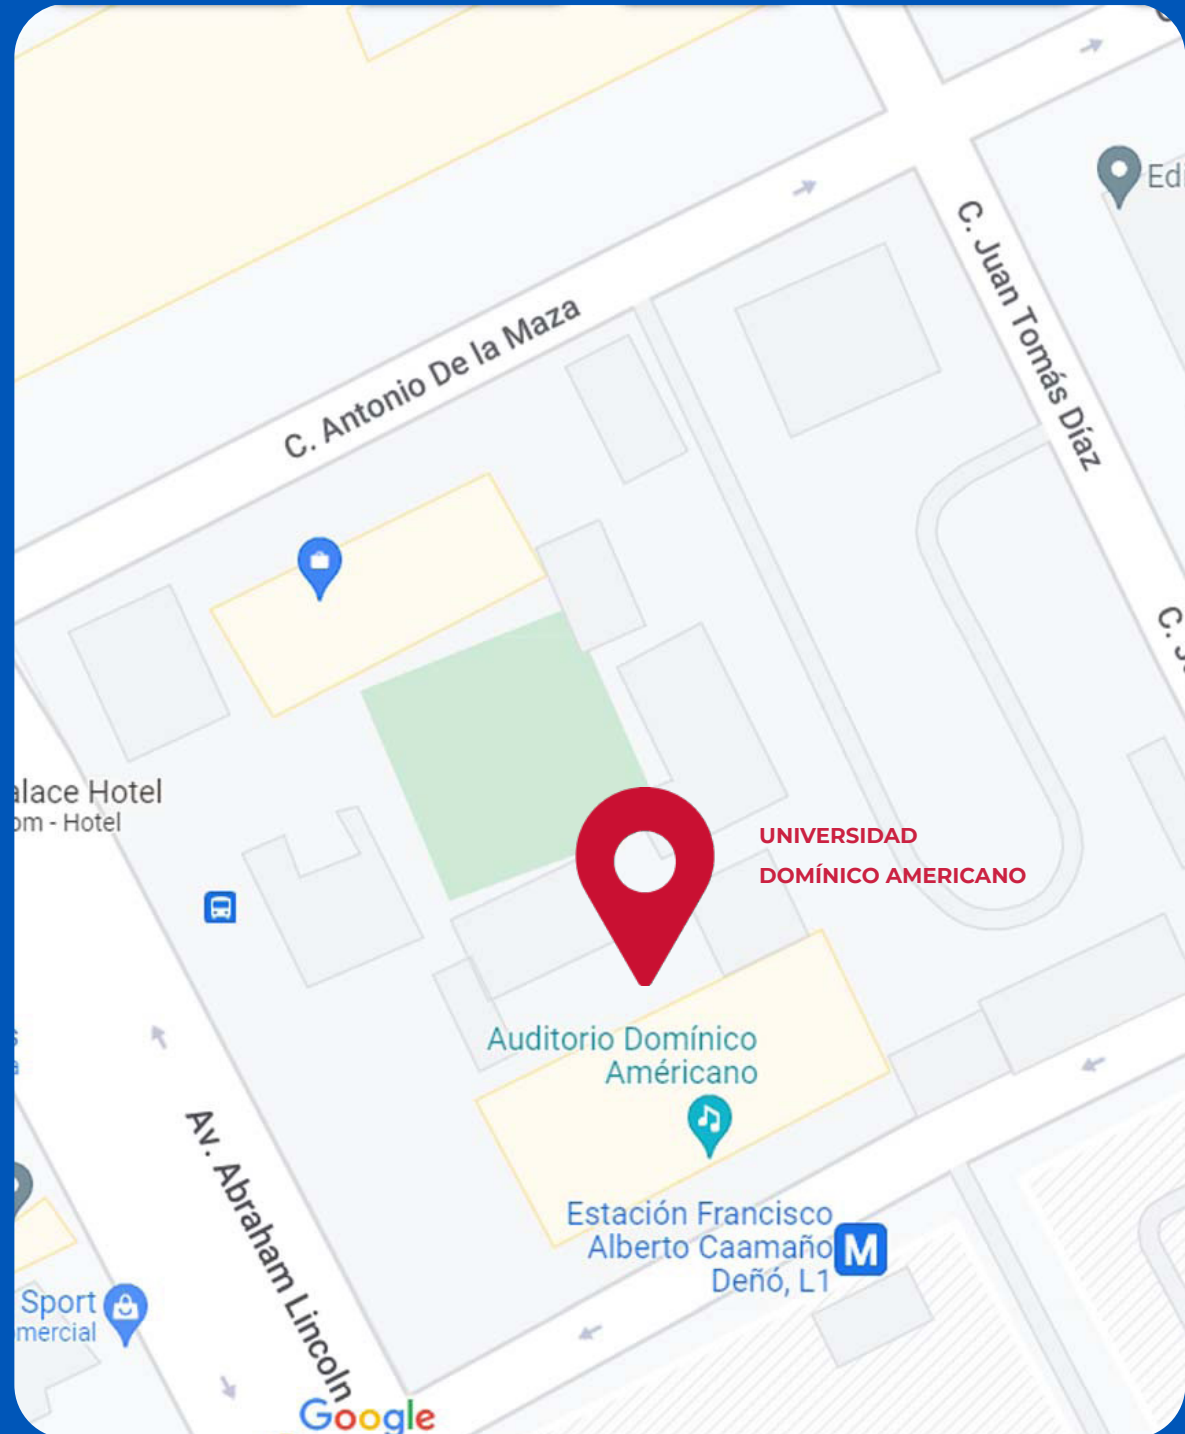 Edi
C. Juan Tomás Díaz
C. Antonio De la Maza
C. J
alace Hotel
om - Hotel
UNIVERSIDAD
DOMÍNICO AMERICANO
Auditorio Domínico
Américano
Av. Abraham Lincoln
Estación Francisco
Alberto Caamaño
Deñó, L1
M
Sport
mercial
Google